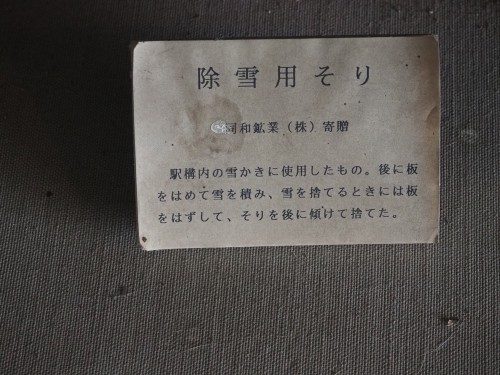 除雪用そり
同和鉱業（株）寄贈
駅構内の雪かきに使用したもの。後に板
をはめて雪を積み、雪を捨てるときには板
をはずして、そりを後に傾けて捨てた。